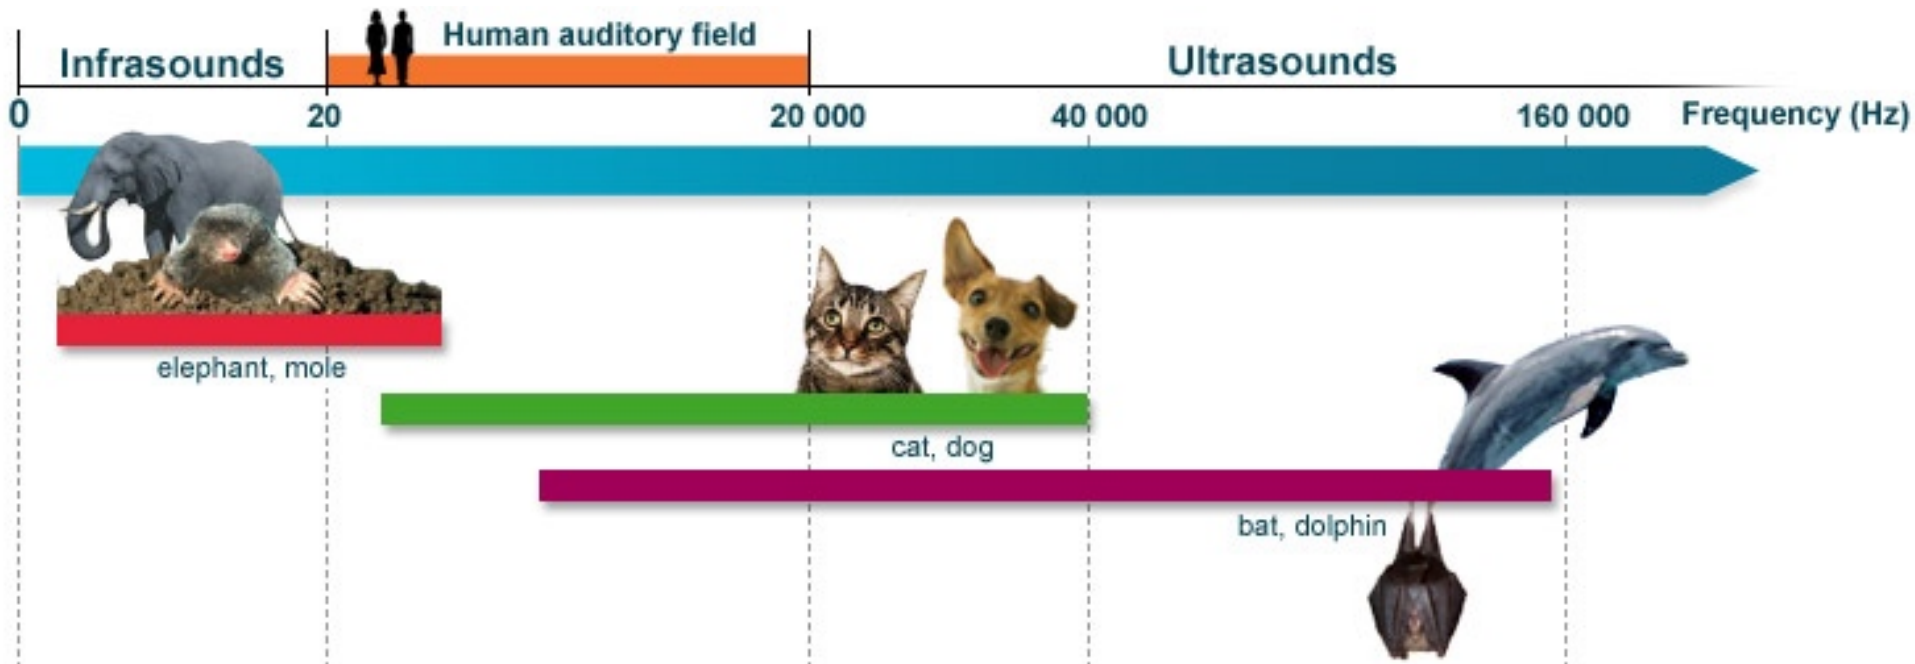 Human auditory field
Infrasounds
Ultrasounds
0 20 20 000 40 000 160 000 Frequency (Hz)
elephant, mole
cat, dog
bat, dolphin